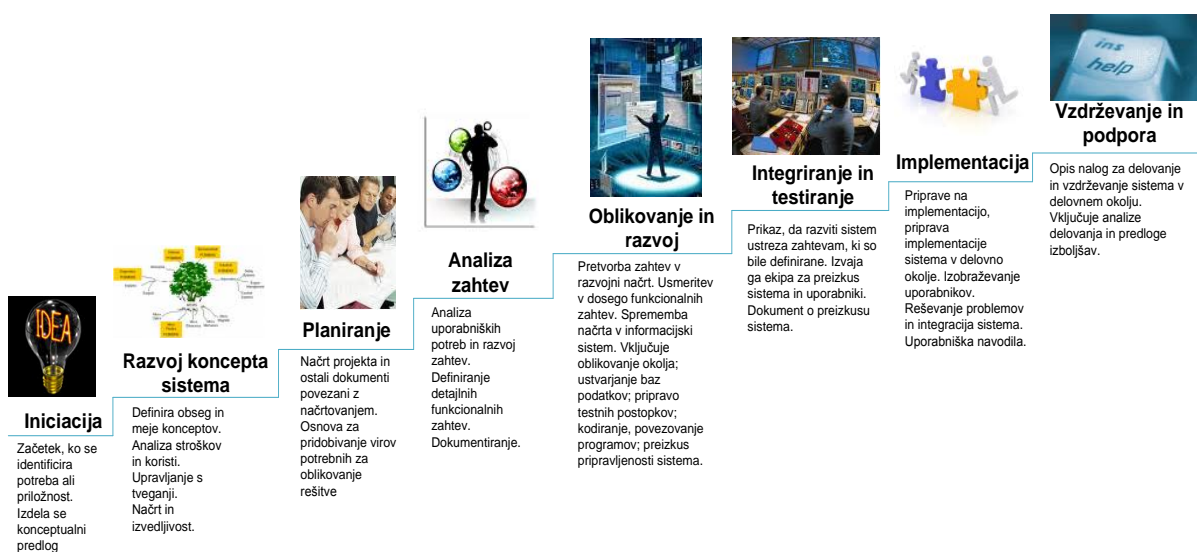 IDEA
Iniciacija
Začetek, ko se
identificira
potreba ali
priložnost.
Izdela se
konceptualni
predlog
Razvoj koncepta
sistema
Definira obseg in
meje konceptov.
Analiza stroškov
in koristi.
Upravljanje s
tveganji.
Načrt in
izvedljivost.
Planiranje
Načrt projekta in
ostali dokumenti
povezani z
načrtovanjem.
Osnova za
pridobivanje virov
potrebnih za
oblikovanje
rešitve
Analiza
zahtev
Analiza
uporabniških
potreb in razvoj
zahtev.
Definiranje
detajlnih
funkcionalnih
zahtev.
Dokumentiranje.
Oblikovanje in
razvoj
Pretvorba zahtev v
razvojni načrt. Usmeritev
v dosego funkcionalnih
zahtev. Sprememba
načrta v informacijski
sistem. Vključuje
oblikovanje okolja;
ustvarjanje baz
podatkov; pripravo
testnih postopkov;
kodiranje, povezovanje
programov; preizkus
pripravljenosti sistema.
Integriranje in
testiranje
Prikaz, da razviti sistem
ustreza zahtevam, ki so
bile definirane. Izvaja
ga ekipa za preizkus
sistema in uporabniki.
Dokument o preizkusu
sistema.
Implementacija
Priprave na
implementacijo,
priprava
implementacije
sistema v delovno
okolje. Izobraževanje
uporabnikov.
Reševanje problemov
in integracija sistema.
Uporabniška navodila.
ins
help
Vzdrževanje in
podpora
Opis nalog za delovanje
in vzdrževanje sistema v
delovnem okolju.
Vključuje analize
delovanja in predloge
izboljšav.